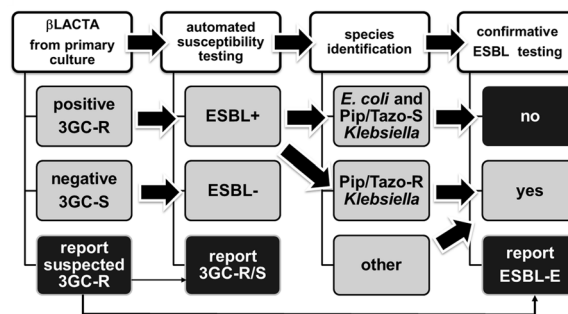 βLACTA
from primary
culture
automated
susceptibility
testing
species
identification
confirmative
ESBL testing
positive
3GC-R
ESBL+
E. coli and
Pip/Tazo-S
Klebsiella
no
negative
3GC-S
ESBL-
Pip/Tazo-R
Klebsiella
yes
report
suspected
3GC-R
report
3GC-R/S
other
report
ESBL-E